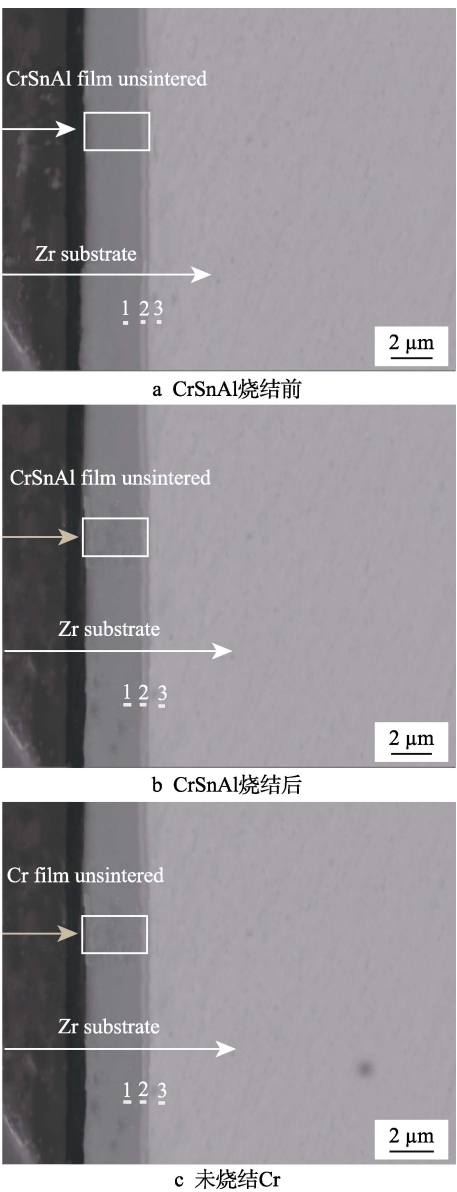 CrSnAl film unsintered
Zr substrate
1 2 3
2 μm
a CrSnAl烧结前
CrSnAl film unsintered
Zr substrate
1 2 3
2 μm
b CrSnAl烧结后
Cr film unsintered
Zr substrate
1 2 3
2 μm
c 未烧结Cr